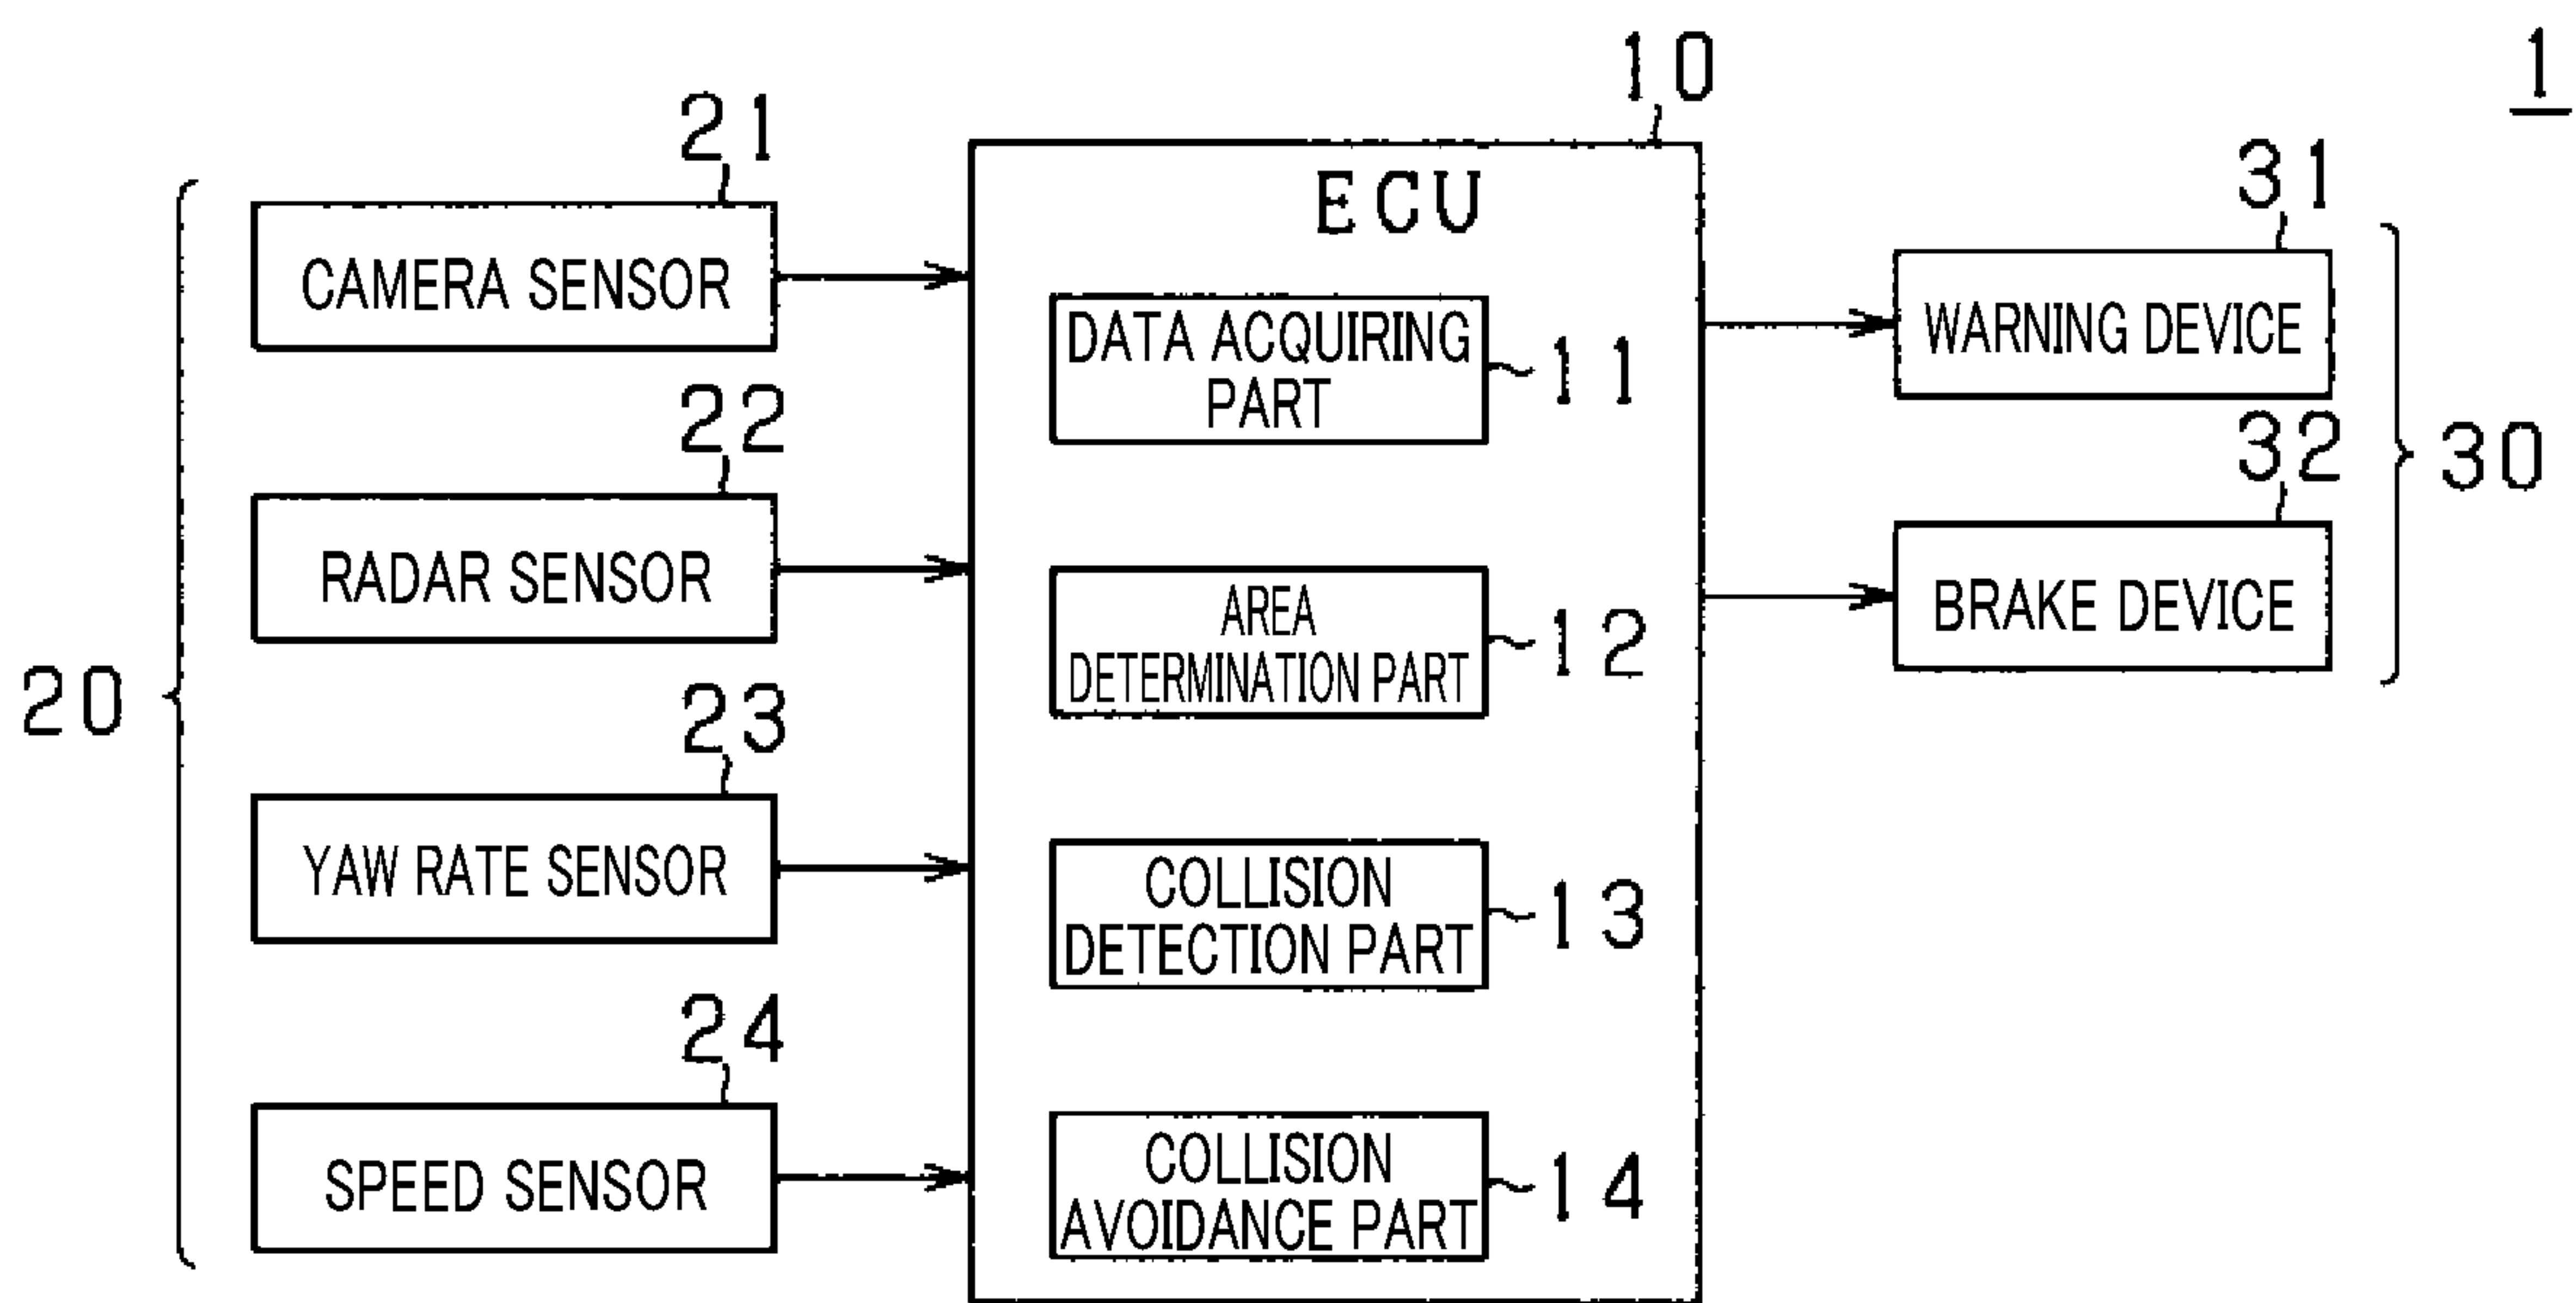 1
10
ECU
21
CAMERA SENSOR
22
RADAR SENSOR
23
YAW RATE SENSOR
24
SPEED SENSOR
20
DATA ACQUIRING
PART
11
AREA
DETERMINATION PART
12
COLLISION
DETECTION PART
13
COLLISION
AVOIDANCE PART
14
31
WARNING DEVICE
32
BRAKE DEVICE
30